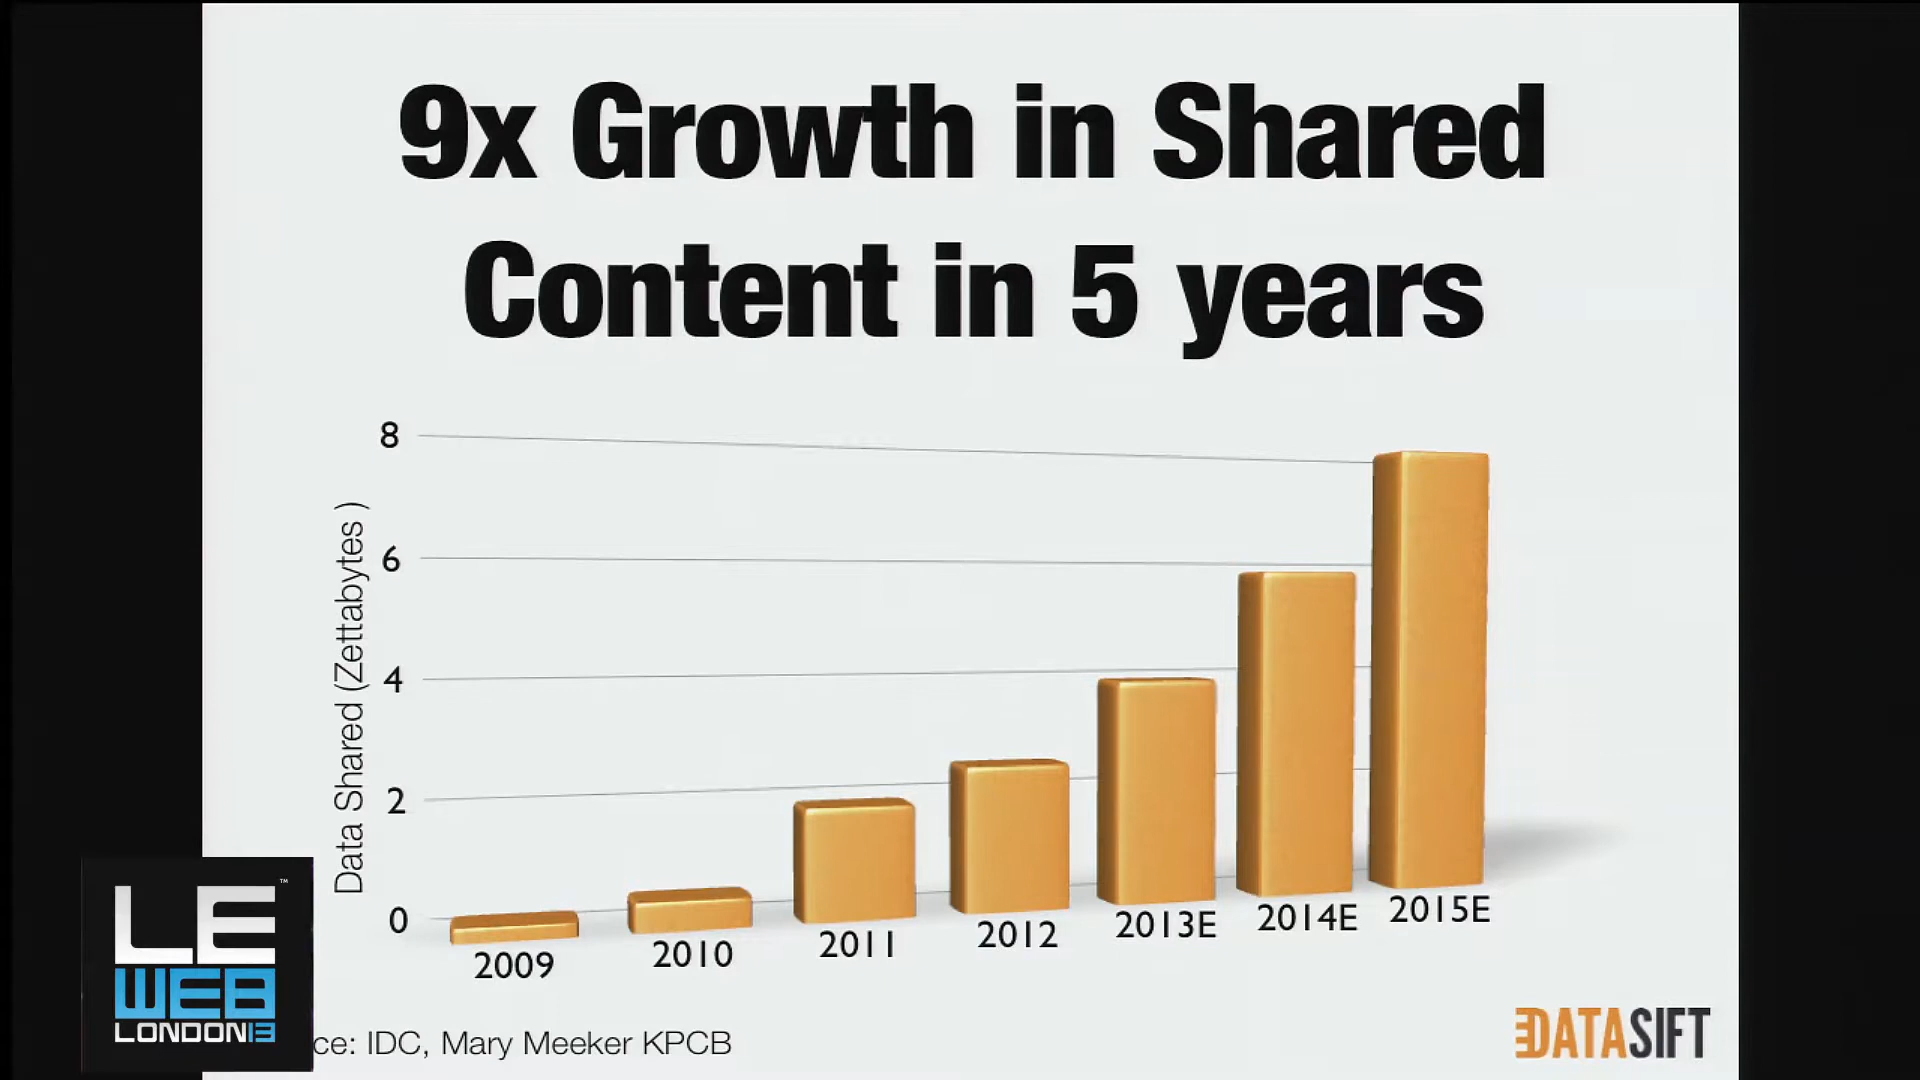 9x Growth in Shared
Content in 5 years
Data Shared (Zettabytes )
8
6
4
2
0
2009
2010
2011
2012
2013E
2014E
2015E
LE
WEB
LONDON13
™
ce: IDC, Mary Meeker KPCB
DATASIFT